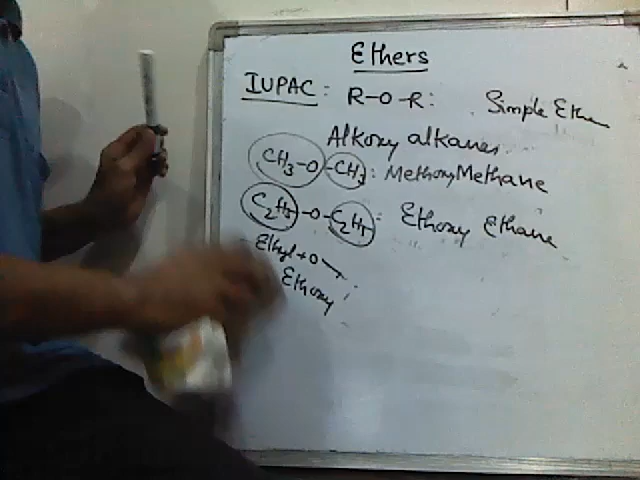 Ethers
IUPAC: R-O-R: Simple Ether
Alkoxy alkanes
CH₃-O-CH₃: MethoxyMethane
C₂H₅-O-C₂H₅: Ethoxy Ethane
Ethyl+O
Ethoxy